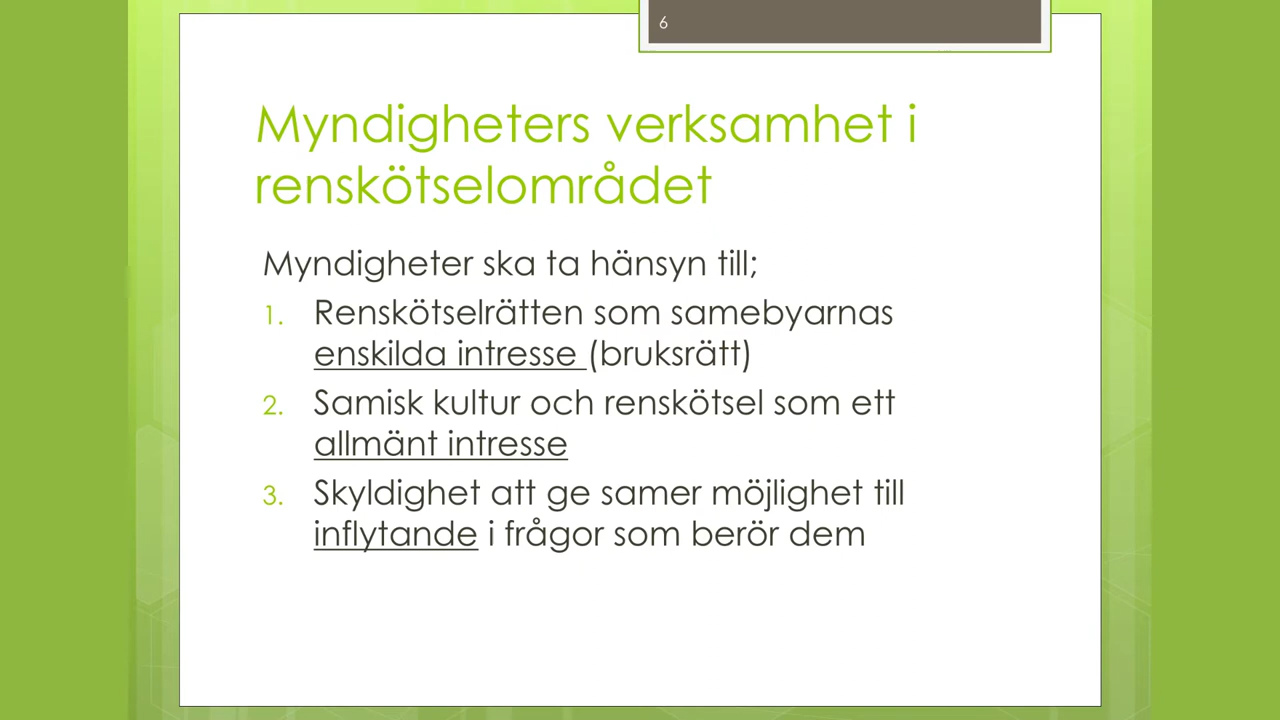 6
Myndigheters verksamhet i
renskötselområdet
Myndigheter ska ta hänsyn till;
1. Renskötselrätten som samebyarnas
enskilda intresse (bruksrätt)
2. Samisk kultur och renskötsel som ett
allmänt intresse
3. Skyldighet att ge samer möjlighet till
inflytande i frågor som berör dem